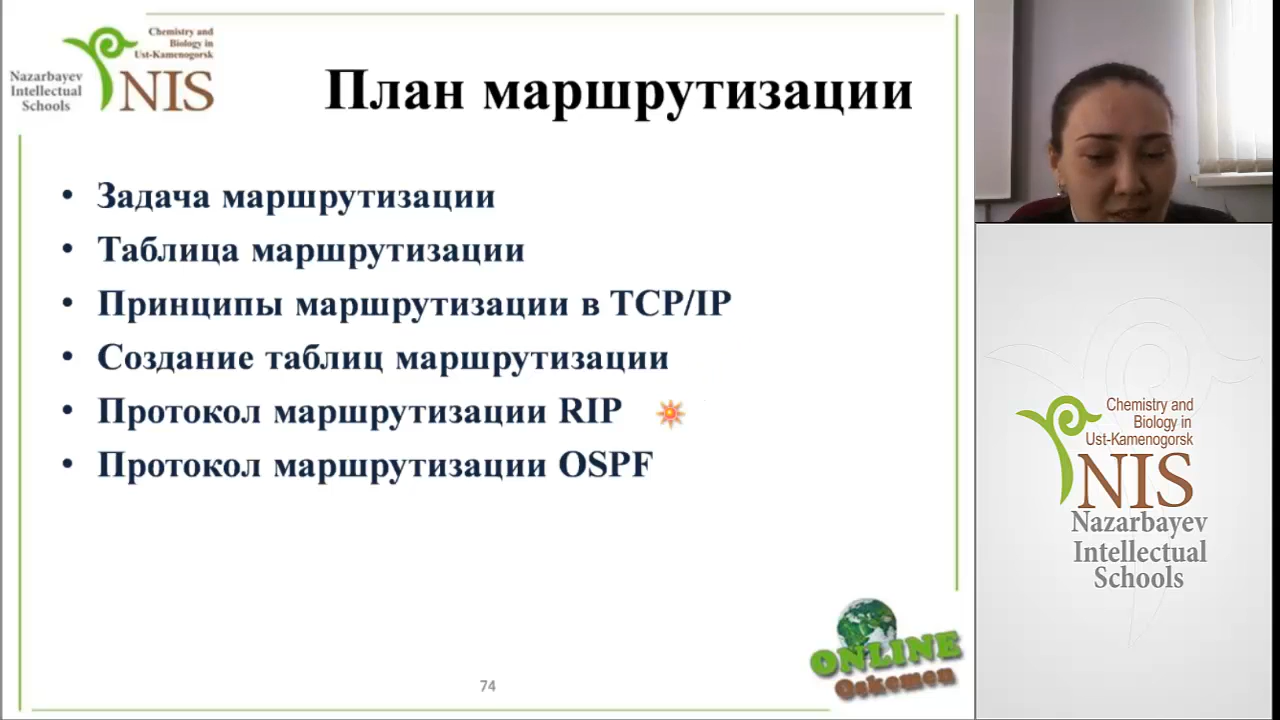 Chemistry and
Biology in
Ust-Kamenogorsk
Nazarbayev
Intellectual
Schools
NIS
План маршрутизации
• Задача маршрутизации
• Таблица маршрутизации
• Принципы маршрутизации в TCP/IP
• Создание таблиц маршрутизации
• Протокол маршрутизации RIP
• Протокол маршрутизации OSPF
ONLINE
Oskemen
74
Chemistry and
Biology in
Ust-Kamenogorsk
NIS
Nazarbayev
Intellectual
Schools